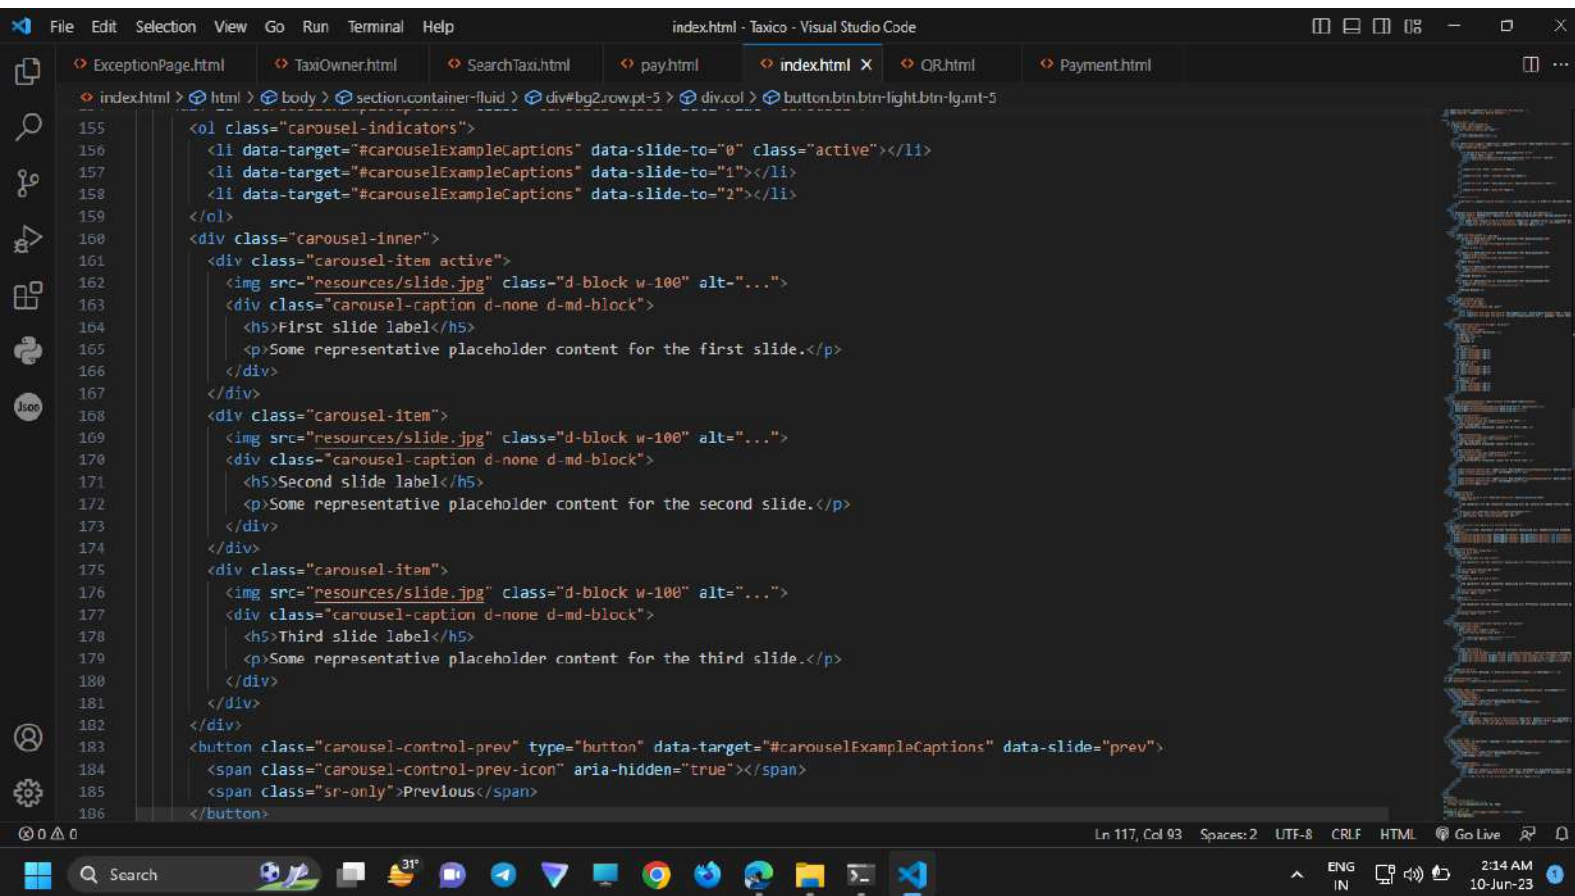 File Edit Selection View Go Run Terminal Help index.html - Taxico - Visual Studio Code
ExceptionPage.html TaxiOwner.html SearchTaxi.html pay.html index.html QR.html Payment.html
index.html > html > body > section.container-fluid > div#bg2.row.pt-5 > div.col > button.btn.btn-light.btn-lg.mt-5
155 <ol class="carousel-indicators">
156 <li data-target="#carouselExampleCaptions" data-slide-to="0" class="active"></li>
157 <li data-target="#carouselExampleCaptions" data-slide-to="1"></li>
158 <li data-target="#carouselExampleCaptions" data-slide-to="2"></li>
159 </ol>
160 <div class="carousel-inner">
161 <div class="carousel-item active">
162 <img src="resources/slide.jpg" class="d-block w-100" alt="...">
163 <div class="carousel-caption d-none d-md-block">
164 <h5>First slide label</h5>
165 <p>Some representative placeholder content for the first slide.</p>
166 </div>
167 </div>
168 <div class="carousel-item">
169 <img src="resources/slide.jpg" class="d-block w-100" alt="...">
170 <div class="carousel-caption d-none d-md-block">
171 <h5>Second slide label</h5>
172 <p>Some representative placeholder content for the second slide.</p>
173 </div>
174 </div>
175 <div class="carousel-item">
176 <img src="resources/slide.jpg" class="d-block w-100" alt="...">
177 <div class="carousel-caption d-none d-md-block">
178 <h5>Third slide label</h5>
179 <p>Some representative placeholder content for the third slide.</p>
180 </div>
181 </div>
182 </div>
183 <button class="carousel-control-prev" type="button" data-target="#carouselExampleCaptions" data-slide="prev">
184 <span class="carousel-control-prev-icon" aria-hidden="true"></span>
185 <span class="sr-only">Previous</span>
186 </button>
Json
0 0 Ln 117, Col 93 Spaces: 2 UTF-8 CRLF HTML Go Live
Search 31° ENG 2:14 AM 1
IN 10-Jun-23